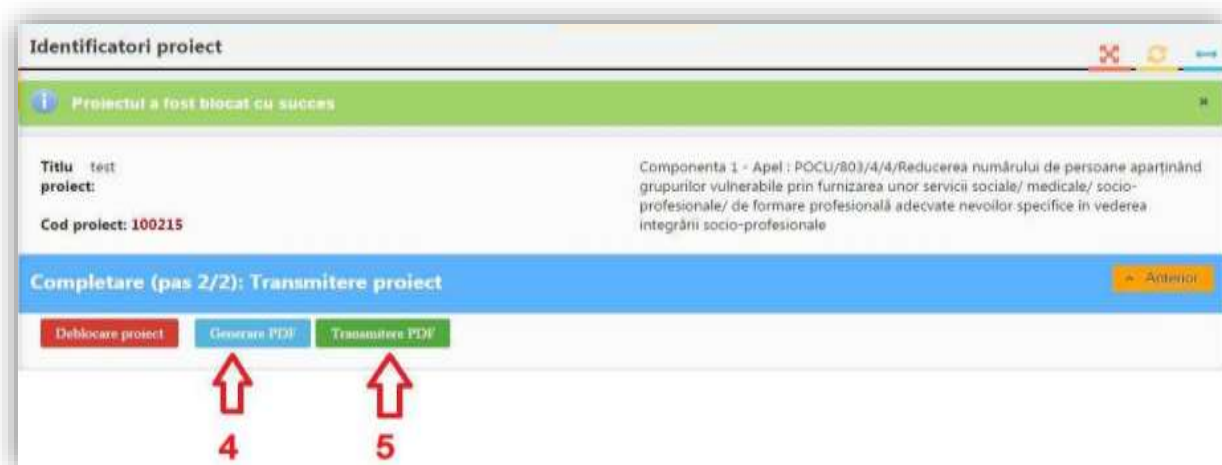 Identificatori proiect
Proiectul a fost blocat cu succes
Titlu test
proiect:
Cod proiect: 100215
Componenta 1 - Apel : POCU/803/4/4/Reducerea numărului de persoane aparținând
grupurilor vulnerabile prin furnizarea unor servicii sociale/ medicale/ socio-
profesionale/ de formare profesională adecvate nevoilor specifice in vederea
integrării socio-profesionale
Completare (pas 2/2): Transmitere proiect
Anterior
Deblocare proiect
Generare PDF
Transmitere PDF
4
5